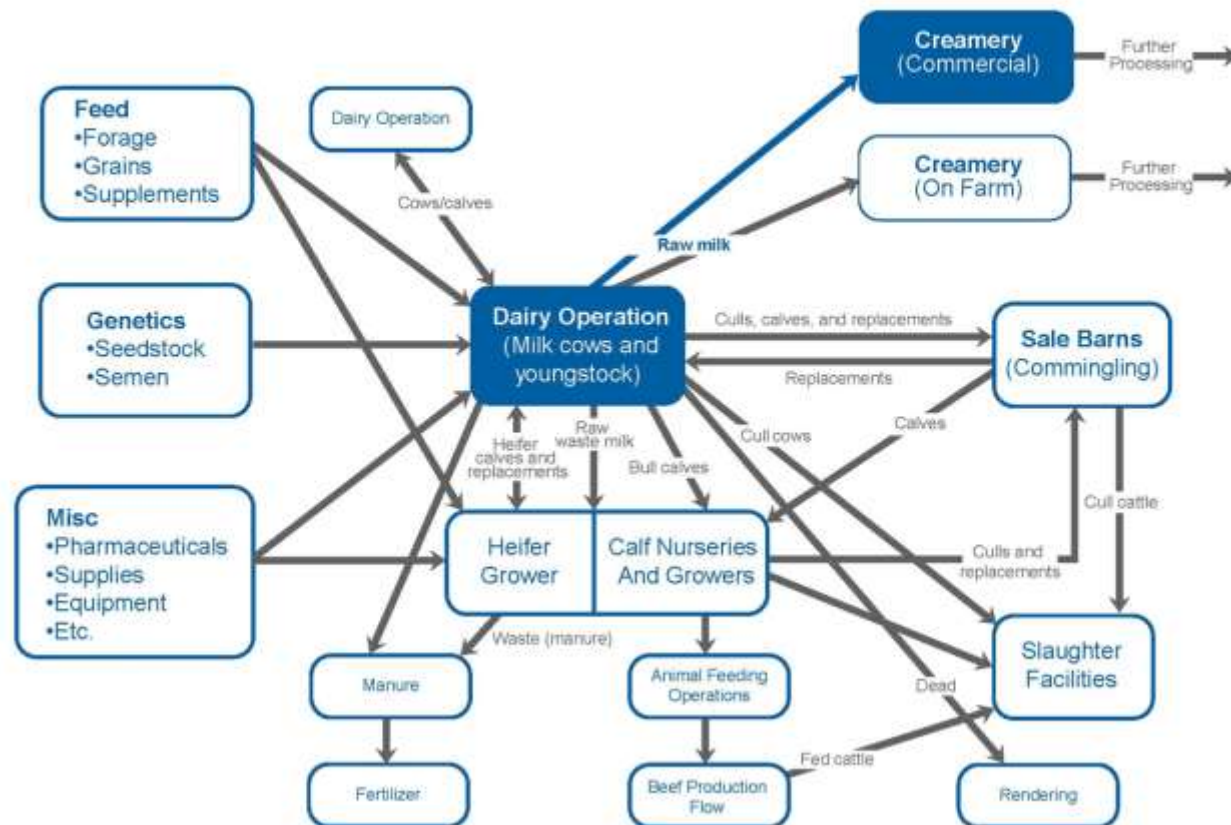 Creamery
(Commercial)
Further
Processing
Feed
•Forage
•Grains
•Supplements
Dairy Operation
Creamery
(On Farm)
Further
Processing
Cows/calves
Raw milk
Genetics
•Seedstock
•Semen
Dairy Operation
(Milk cows and
youngstock)
Culls, calves, and replacements
Replacements
Sale Barns
(Commingling)
Calves
Heifer
calves and
replacements
Raw
waste milk
Bull calves
Cull cows
Cull cattle
Misc
•Pharmaceuticals
•Supplies
•Equipment
•Etc.
Heifer
Grower
Calf Nurseries
And Growers
Culls and
replacements
Waste (manure)
Slaughter
Facilities
Manure
Animal Feeding
Operations
Dead
Fed cattle
Fertilizer
Beef Production
Flow
Rendering